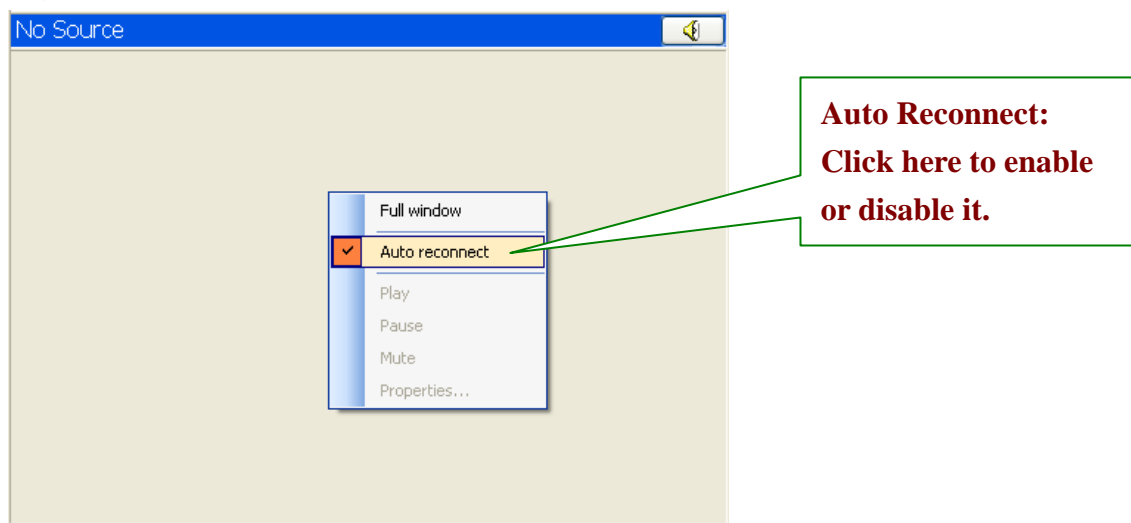 No Source
Full window
Auto reconnect
Play
Pause
Mute
Properties...
Auto Reconnect:
Click here to enable
or disable it.